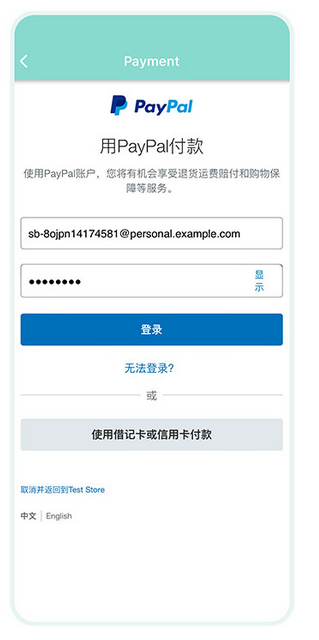 Payment
PayPal
用PayPal付款
使用PayPal账户，您将有机会享受退货运费赔付和购物保
障等服务。
sb-8ojpn14174581@personal.example.com
●●●●●●●●
显
示
登录
无法登录?
或
使用借记卡或信用卡付款
取消并返回到Test Store
中文 | English